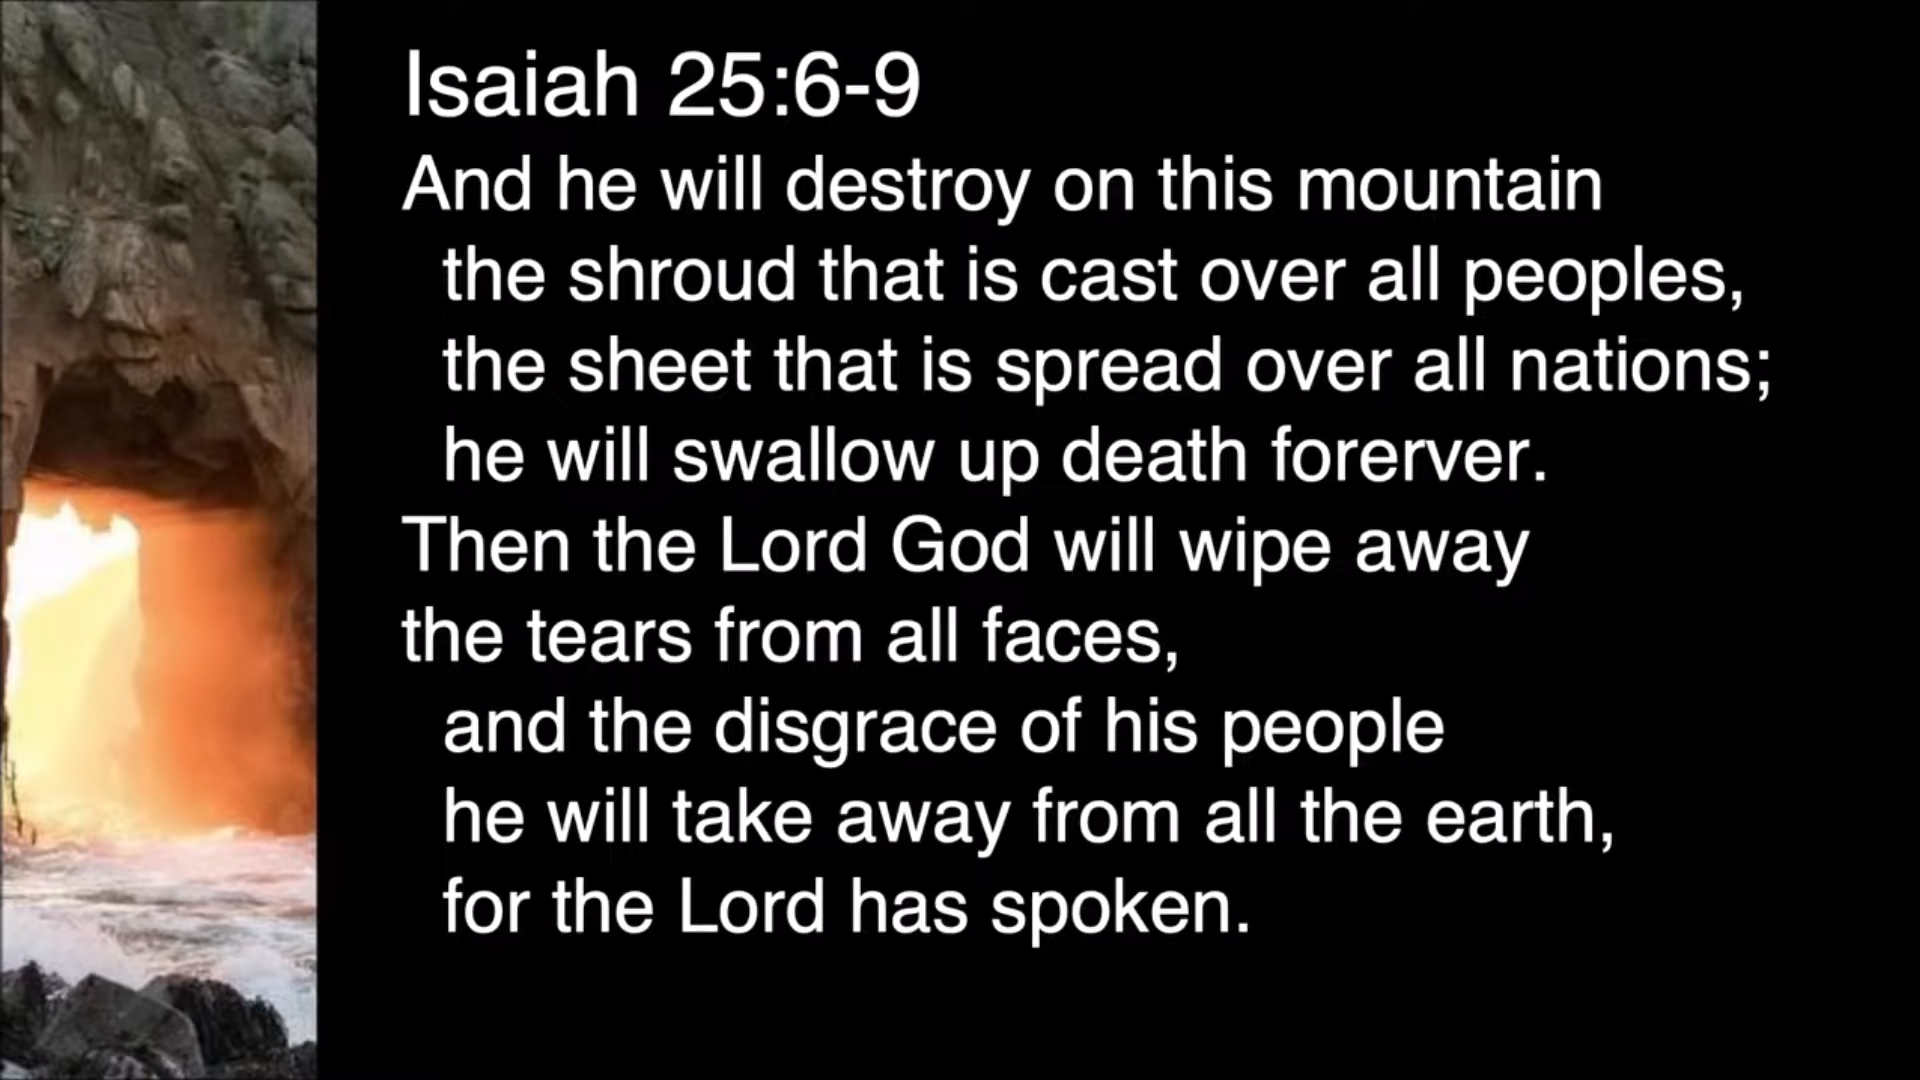 Isaiah 25:6-9
And he will destroy on this mountain
the shroud that is cast over all peoples,
the sheet that is spread over all nations;
he will swallow up death forerver.
Then the Lord God will wipe away
the tears from all faces,
and the disgrace of his people
he will take away from all the earth,
for the Lord has spoken.